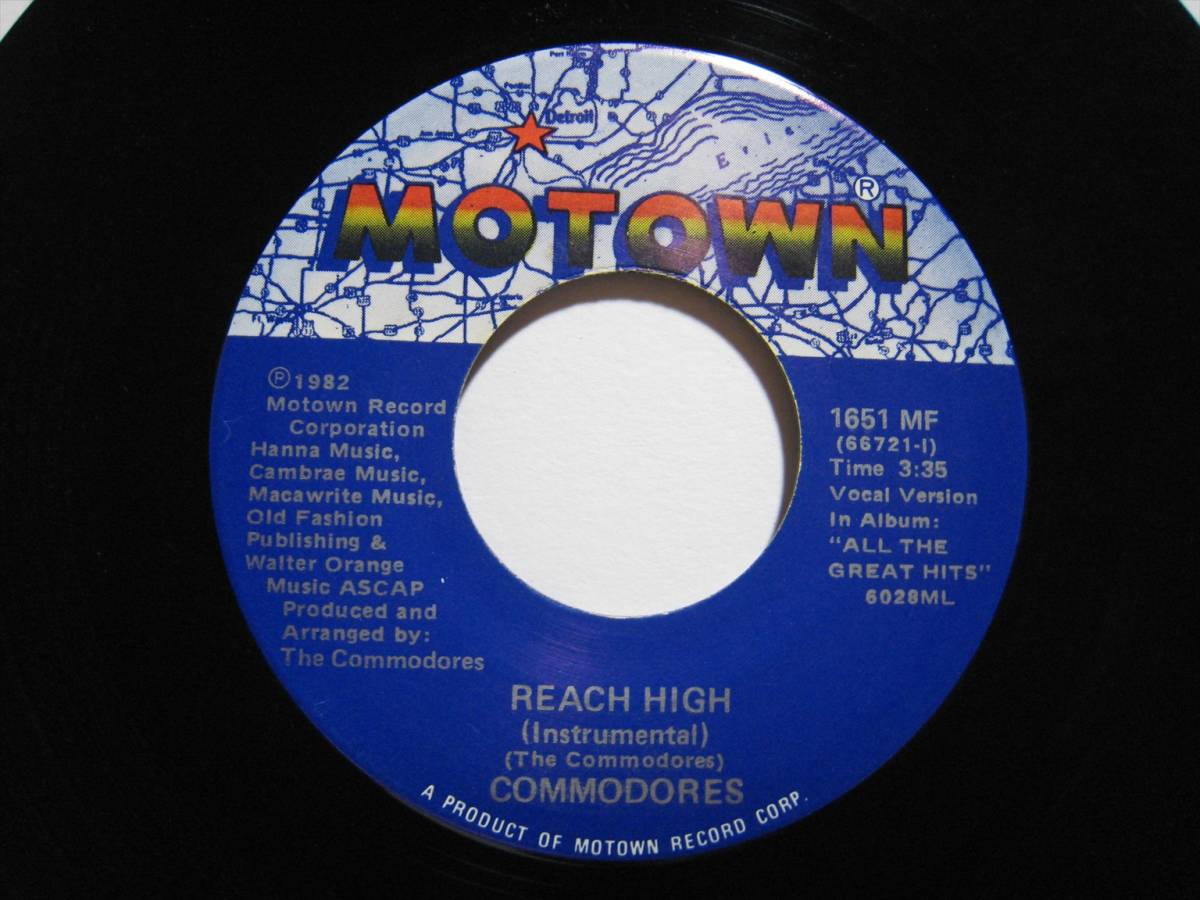 Detroit
Erie
MOTOWN®
℗ 1982
Motown Record
Corporation
Hanna Music,
Cambrae Music,
Macawrite Music,
Old Fashion
Publishing &
Walter Orange
Music ASCAP
Produced and
Arranged by:
The Commodores
1651 MF
(66721-I)
Time 3:35
Vocal Version
In Album:
"ALL THE
GREAT HITS"
6028ML
REACH HIGH
(Instrumental)
(The Commodores)
COMMODORES
A PRODUCT OF MOTOWN RECORD CORP.